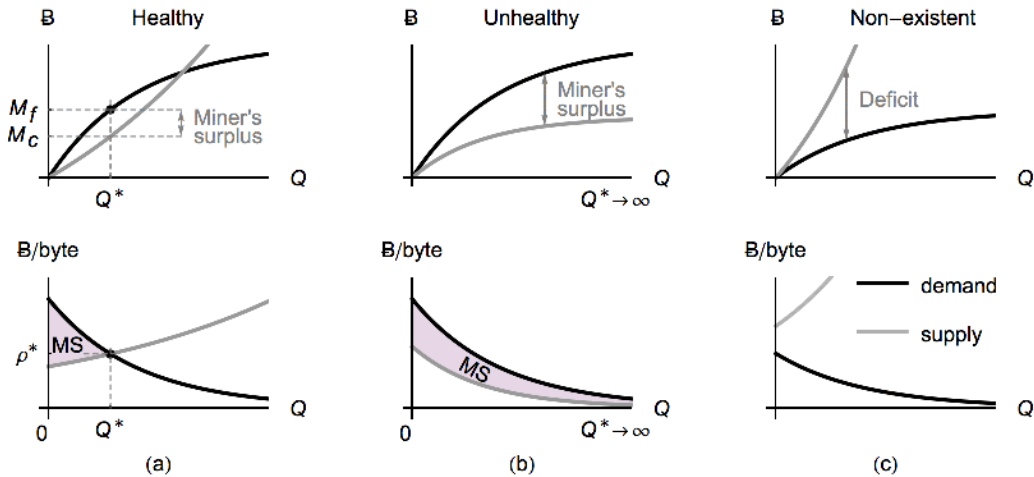 Ƀ Healthy
M_f
M_c
Miner's
surplus
Q
Q*
Ƀ Unhealthy
Miner's
surplus
Q
Q*→∞
Ƀ Non−existent
Deficit
Q
Ƀ/byte
ρ*
MS
Q
0
Q*
(a)
Ƀ/byte
MS
Q
0
Q*→∞
(b)
Ƀ/byte
demand
supply
Q
(c)